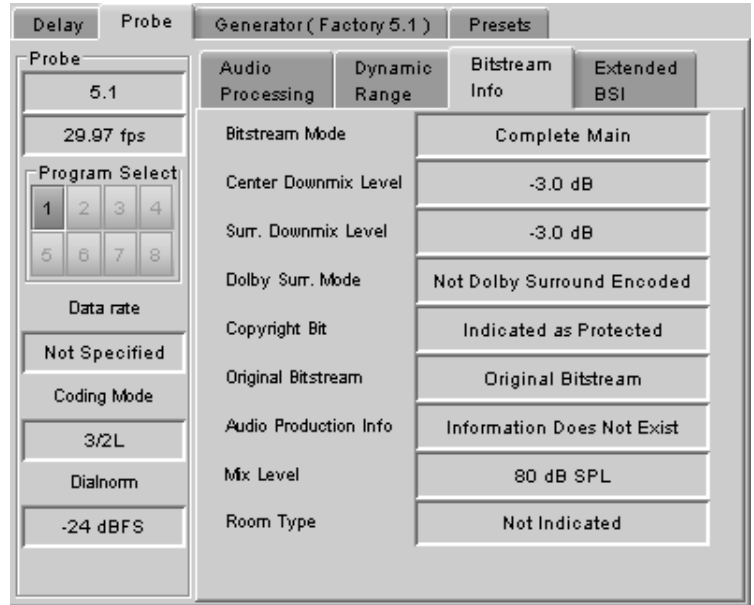 Delay
Probe
Generator ( Factory 5.1 )
Presets
Probe
5.1
29.97 fps
Program Select
1 2 3 4
5 6 7 8
Data rate
Not Specified
Coding Mode
3/2L
Dialnorm
-24 dBFS
Audio
Processing
Dynamic
Range
Bitstream
Info
Extended
BSI
Bitstream Mode
Complete Main
Center Downmix Level
-3.0 dB
Surr. Downmix Level
-3.0 dB
Dolby Surr. Mode
Not Dolby Surround Encoded
Copyright Bit
Indicated as Protected
Original Bitstream
Original Bitstream
Audio Production Info
Information Does Not Exist
Mix Level
80 dB SPL
Room Type
Not Indicated